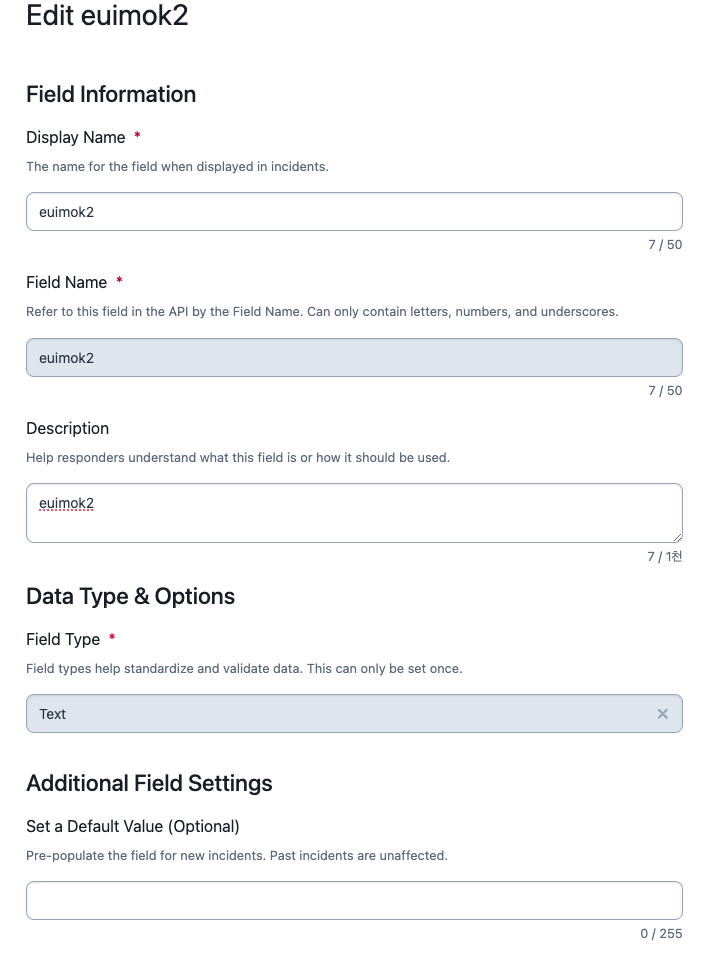 Edit euimok2
Field Information
Display Name *
The name for the field when displayed in incidents.
euimok2
7 / 50
Field Name *
Refer to this field in the API by the Field Name. Can only contain letters, numbers, and underscores.
euimok2
7 / 50
Description
Help responders understand what this field is or how it should be used.
euimok2
7 / 1천
Data Type & Options
Field Type *
Field types help standardize and validate data. This can only be set once.
Text
Additional Field Settings
Set a Default Value (Optional)
Pre-populate the field for new incidents. Past incidents are unaffected.
0 / 255